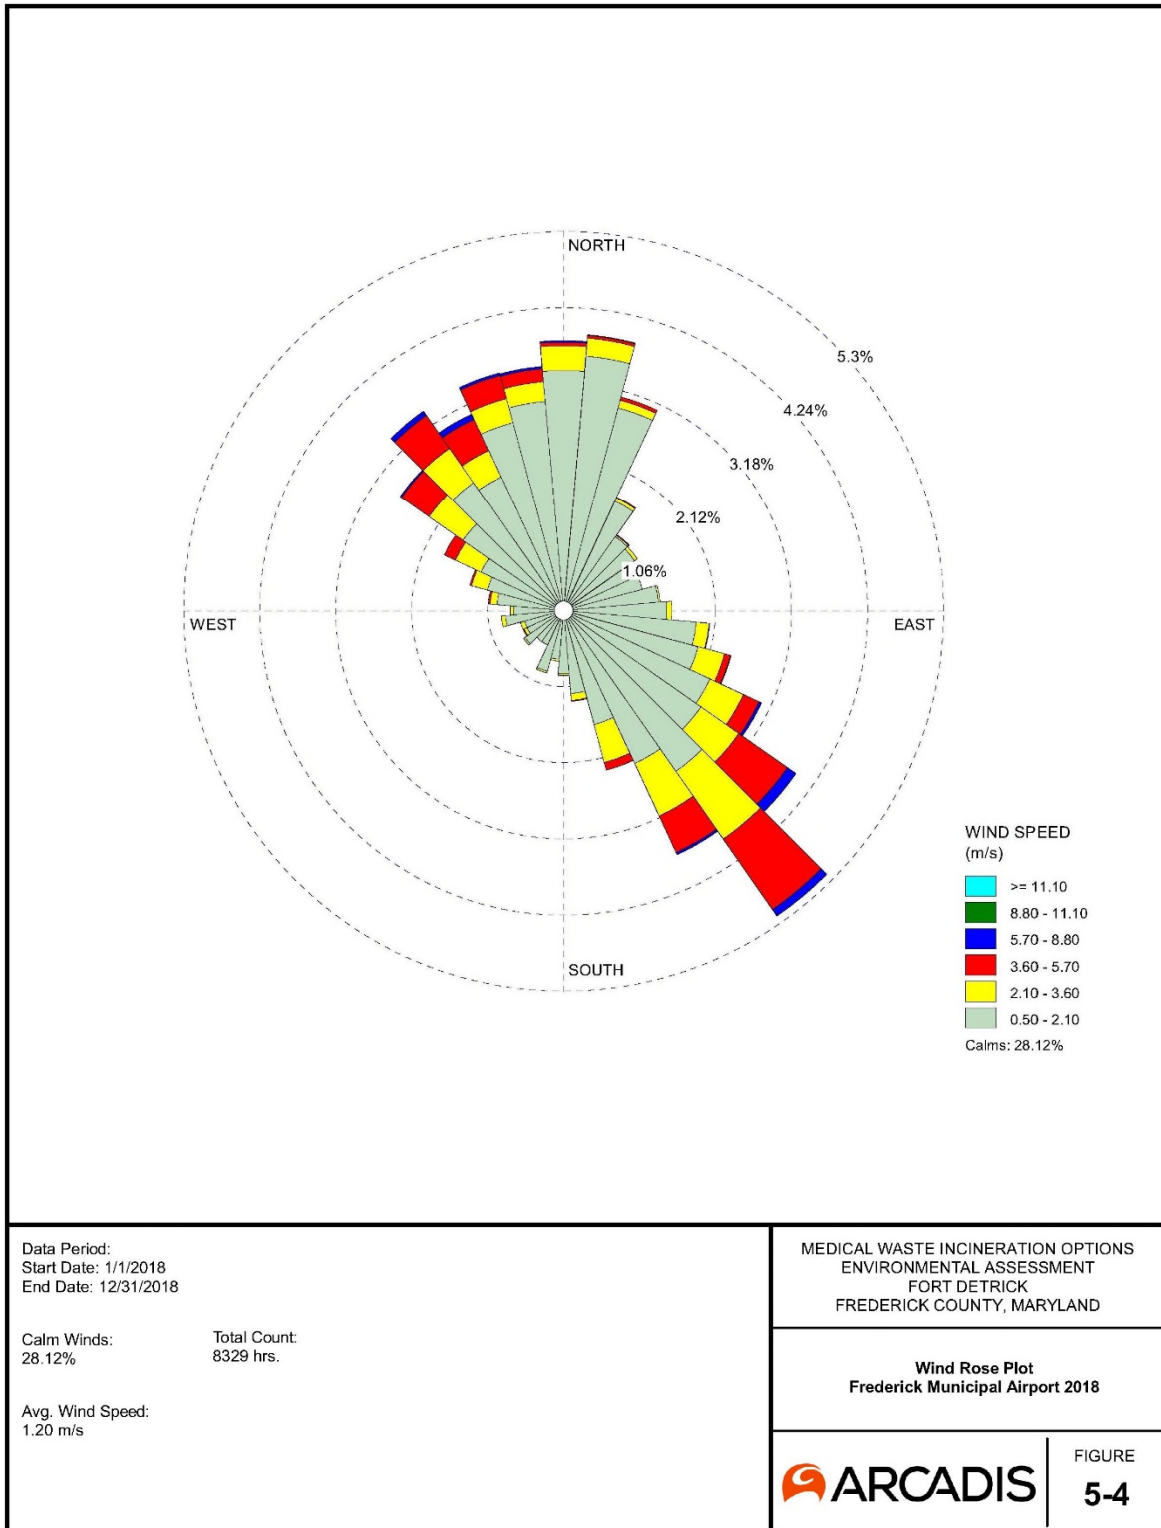 NORTH
5.3%
4.24%
3.18%
2.12%
1.06%
WEST
EAST
SOUTH
WIND SPEED
(m/s)
>= 11.10
8.80 - 11.10
5.70 - 8.80
3.60 - 5.70
2.10 - 3.60
0.50 - 2.10
Calms: 28.12%
Data Period:
Start Date: 1/1/2018
End Date: 12/31/2018
Calm Winds:
28.12%
Total Count:
8329 hrs.
Avg. Wind Speed:
1.20 m/s
MEDICAL WASTE INCINERATION OPTIONS
ENVIRONMENTAL ASSESSMENT
FORT DETRICK
FREDERICK COUNTY, MARYLAND
Wind Rose Plot
Frederick Municipal Airport 2018
ARCADIS
FIGURE
5-4